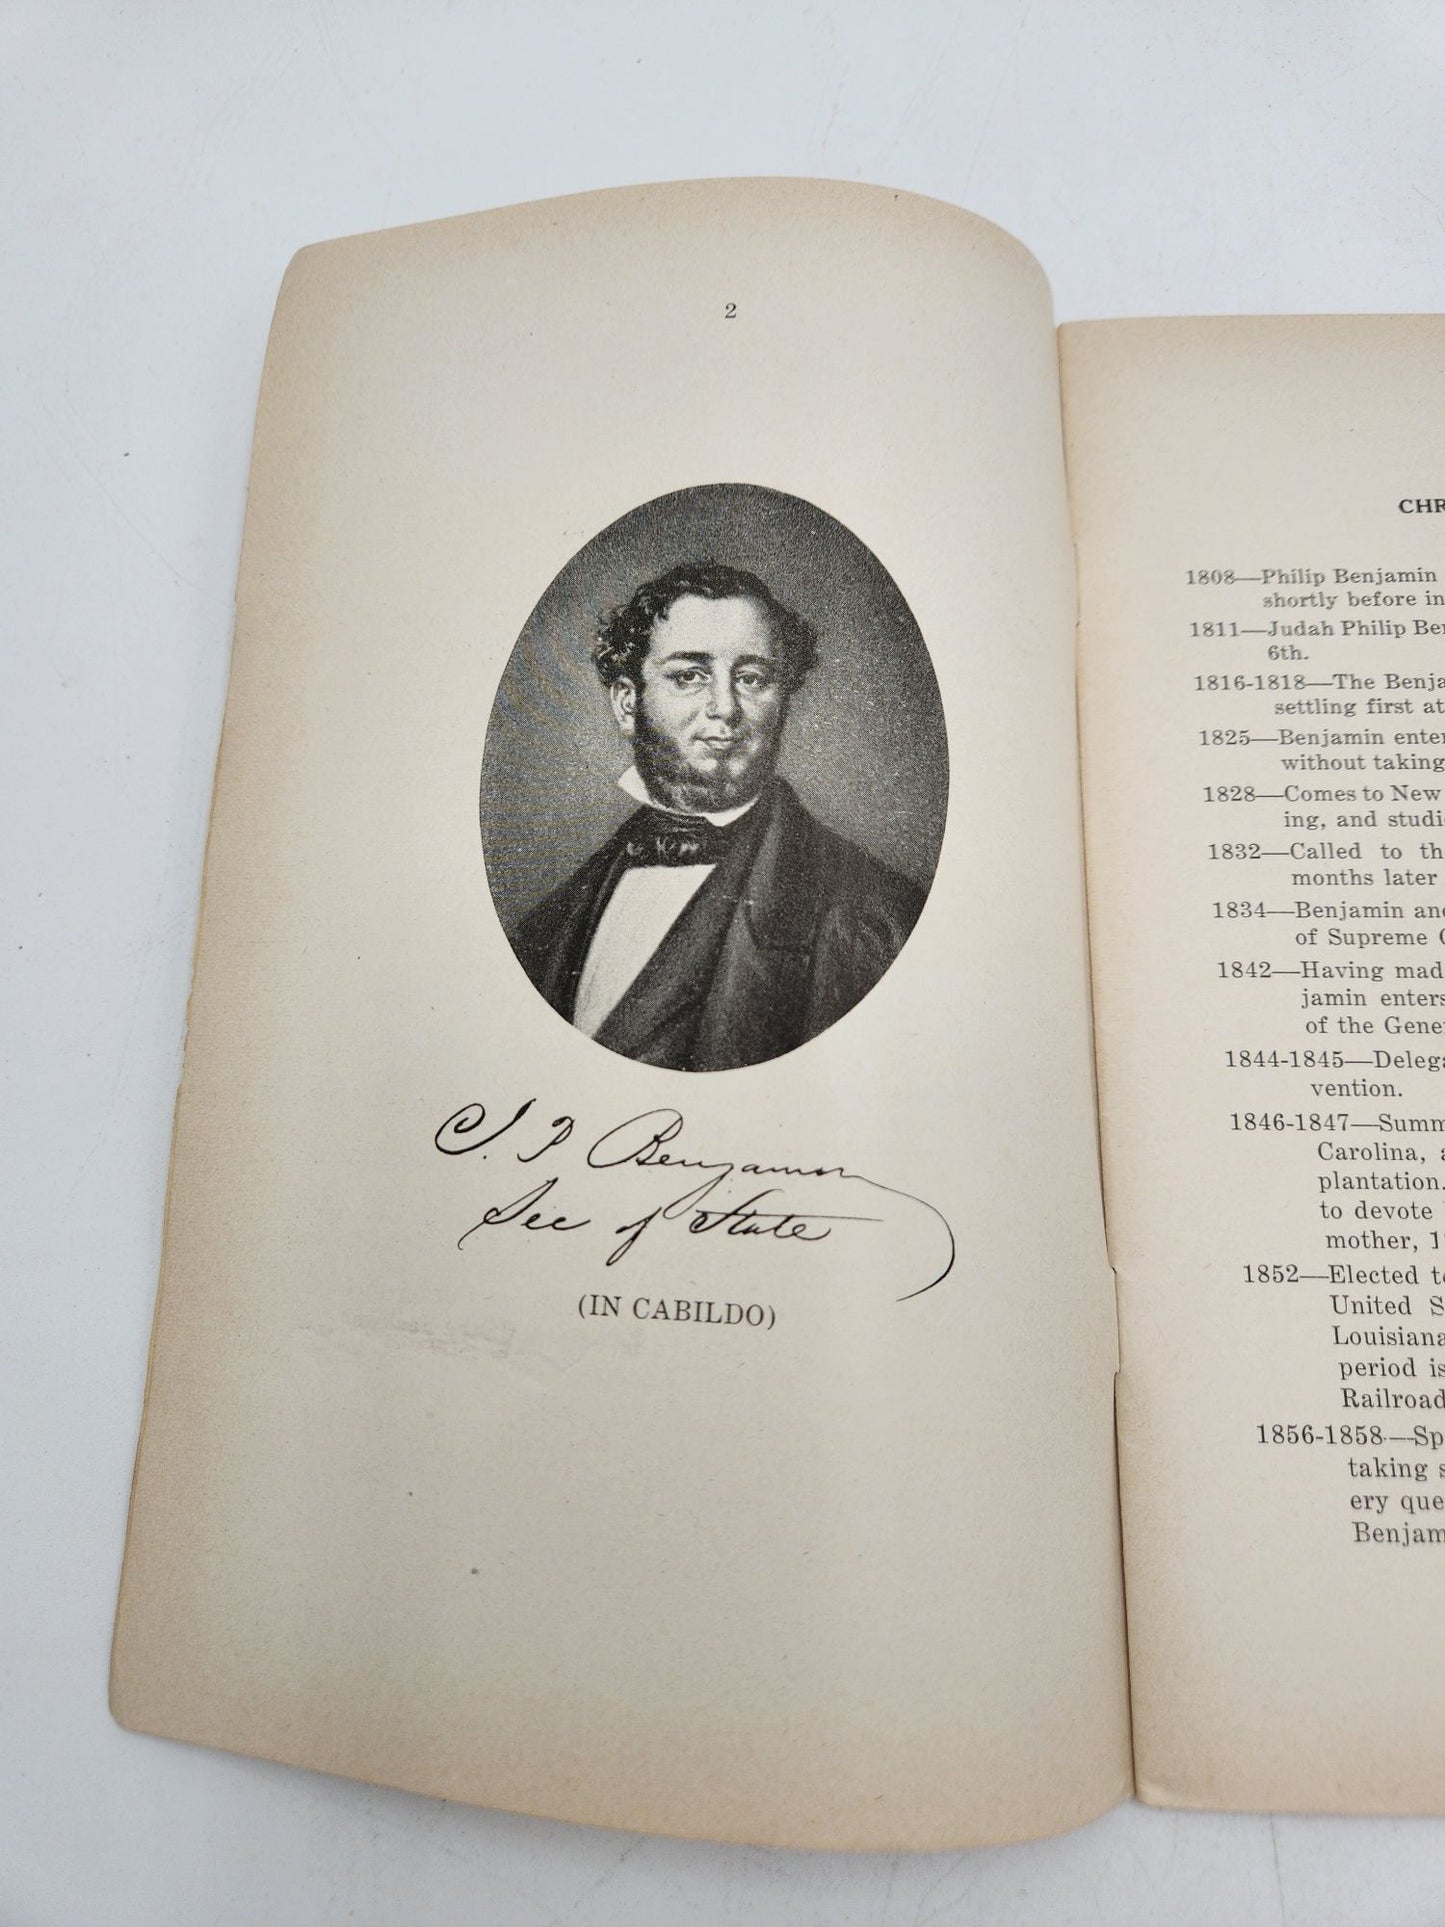 2
J. P Benjamin
Sec of State
(IN CABILDO)
CHR
1808—Philip Benjamin
shortly before in
1811—Judah Philip Be
6th.
1816-1818—The Benja
settling first at
1825—Benjamin enter
without taking
1828—Comes to New
ing, and studi
1832—Called to th
months later
1834—Benjamin and
of Supreme C
1842—Having mad
jamin enters
of the Gene
1844-1845—Delega
vention.
1846-1847—Summ
Carolina, a
plantation.
to devote
mother, 1
1852—Elected to
United S
Louisiana
period is
Railroad
1856-1858—Sp
taking s
ery que
Benjam